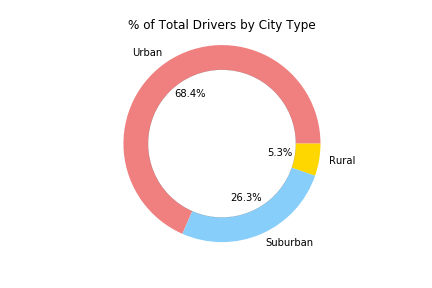 % of Total Drivers by City Type
Urban
68.4%
5.3%
Rural
26.3%
Suburban